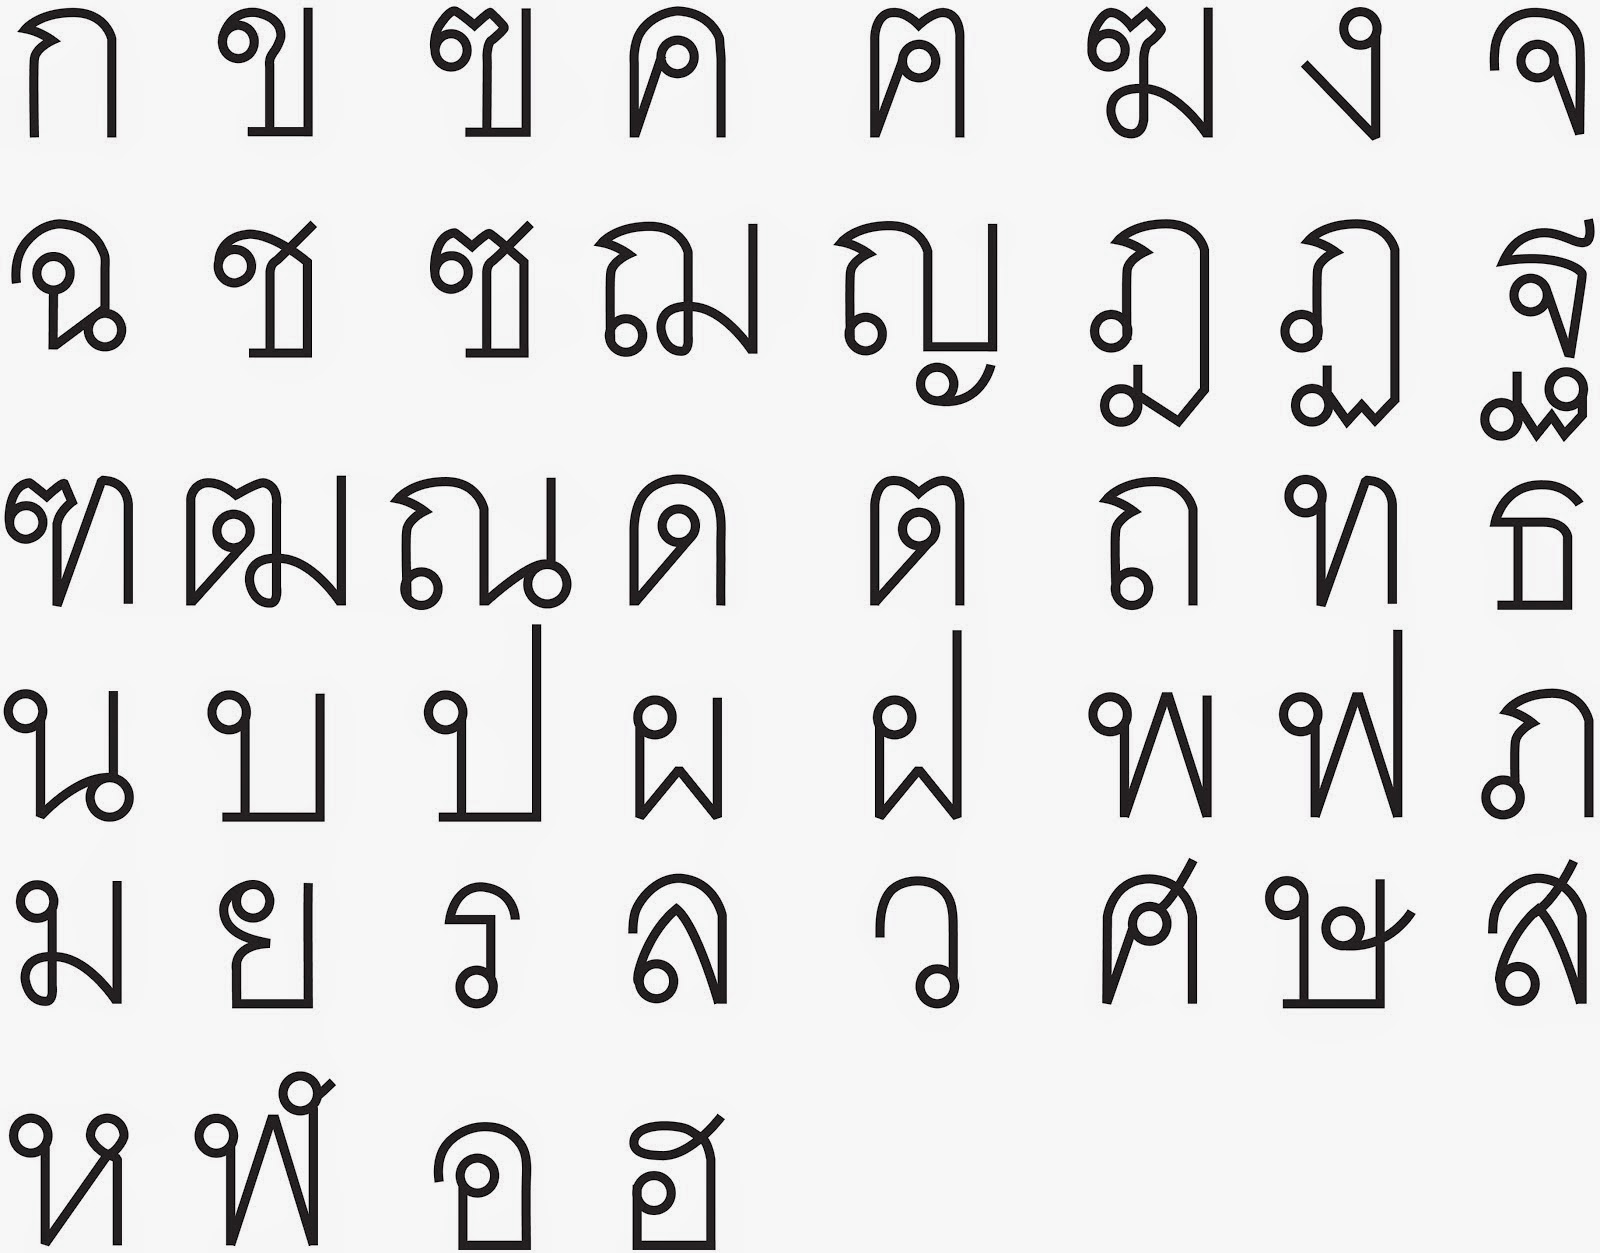 ก ข ฃ ค ฅ ฆ ง จ
ฉ ช ซ ฌ ญ ฎ ฏ ฐ
ฑ ฒ ณ ด ต ถ ท ธ
น บ ป ผ ฝ พ ฟ ภ
ม ย ร ล ว ศ ษ ส
ห ฬ อ ฮ